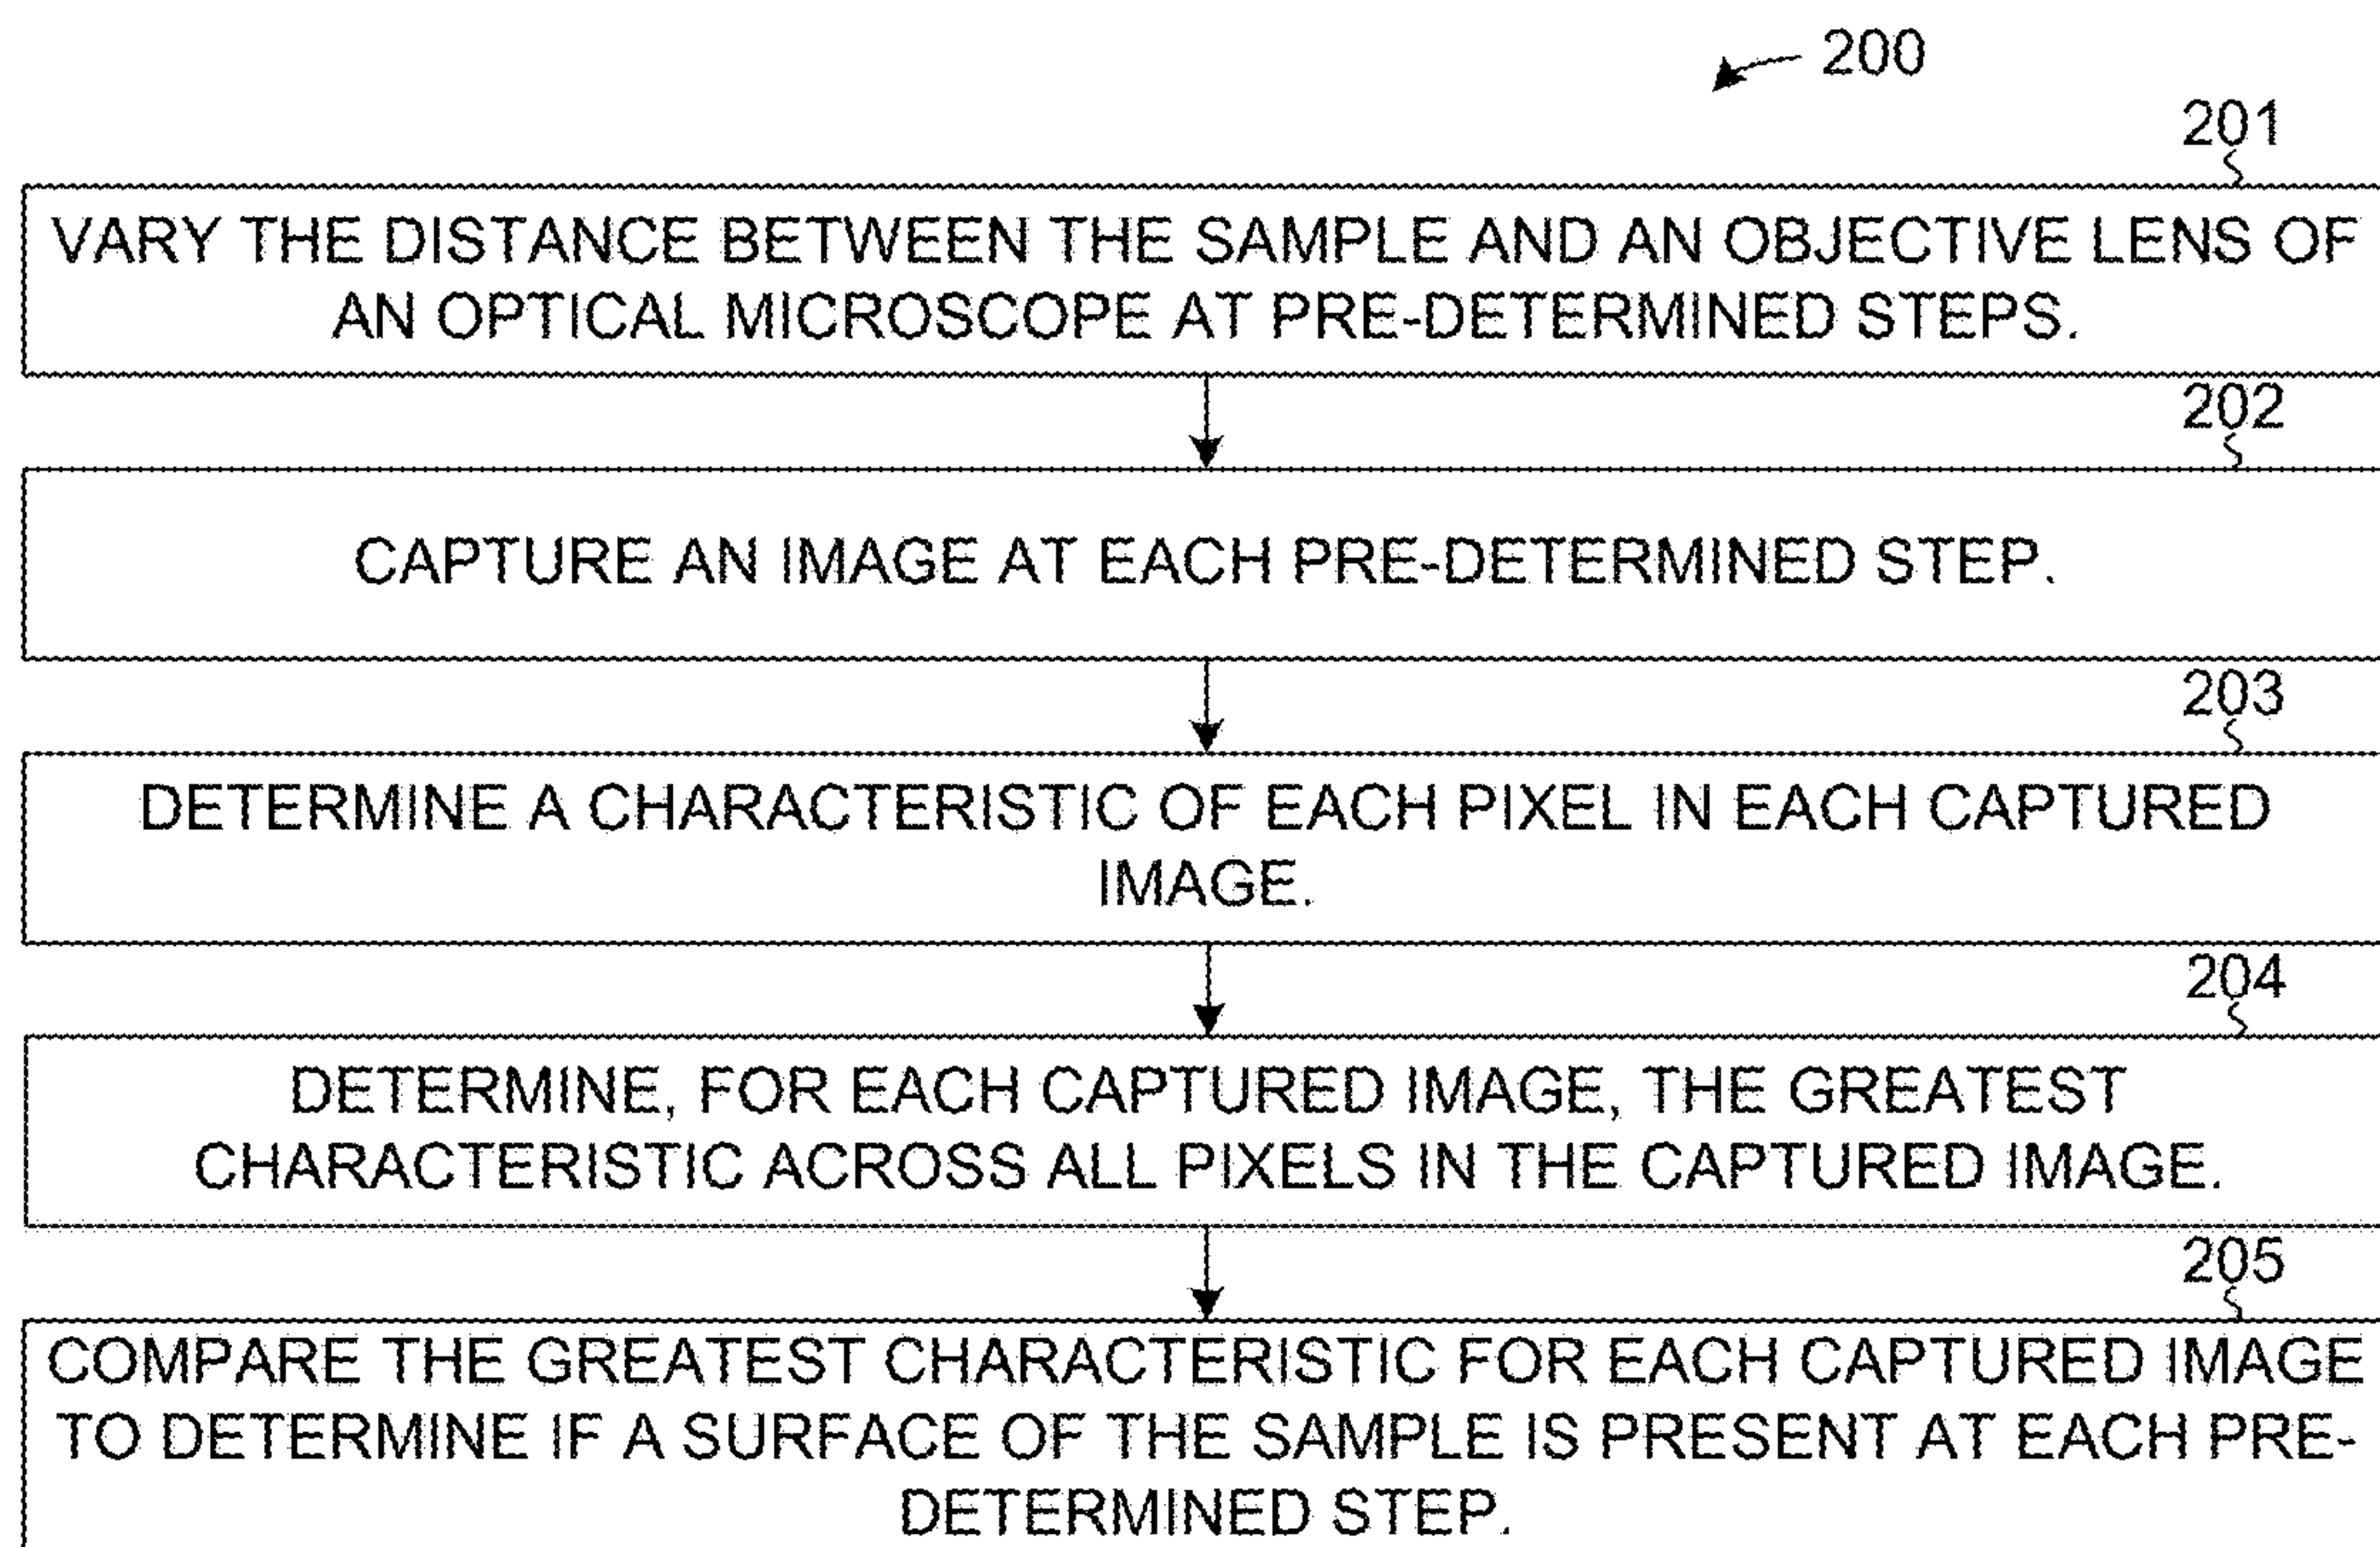 200
201
VARY THE DISTANCE BETWEEN THE SAMPLE AND AN OBJECTIVE LENS OF
AN OPTICAL MICROSCOPE AT PRE-DETERMINED STEPS.
202
CAPTURE AN IMAGE AT EACH PRE-DETERMINED STEP.
203
DETERMINE A CHARACTERISTIC OF EACH PIXEL IN EACH CAPTURED
IMAGE.
204
DETERMINE, FOR EACH CAPTURED IMAGE, THE GREATEST
CHARACTERISTIC ACROSS ALL PIXELS IN THE CAPTURED IMAGE.
205
COMPARE THE GREATEST CHARACTERISTIC FOR EACH CAPTURED IMAGE
TO DETERMINE IF A SURFACE OF THE SAMPLE IS PRESENT AT EACH PRE-
DETERMINED STEP.